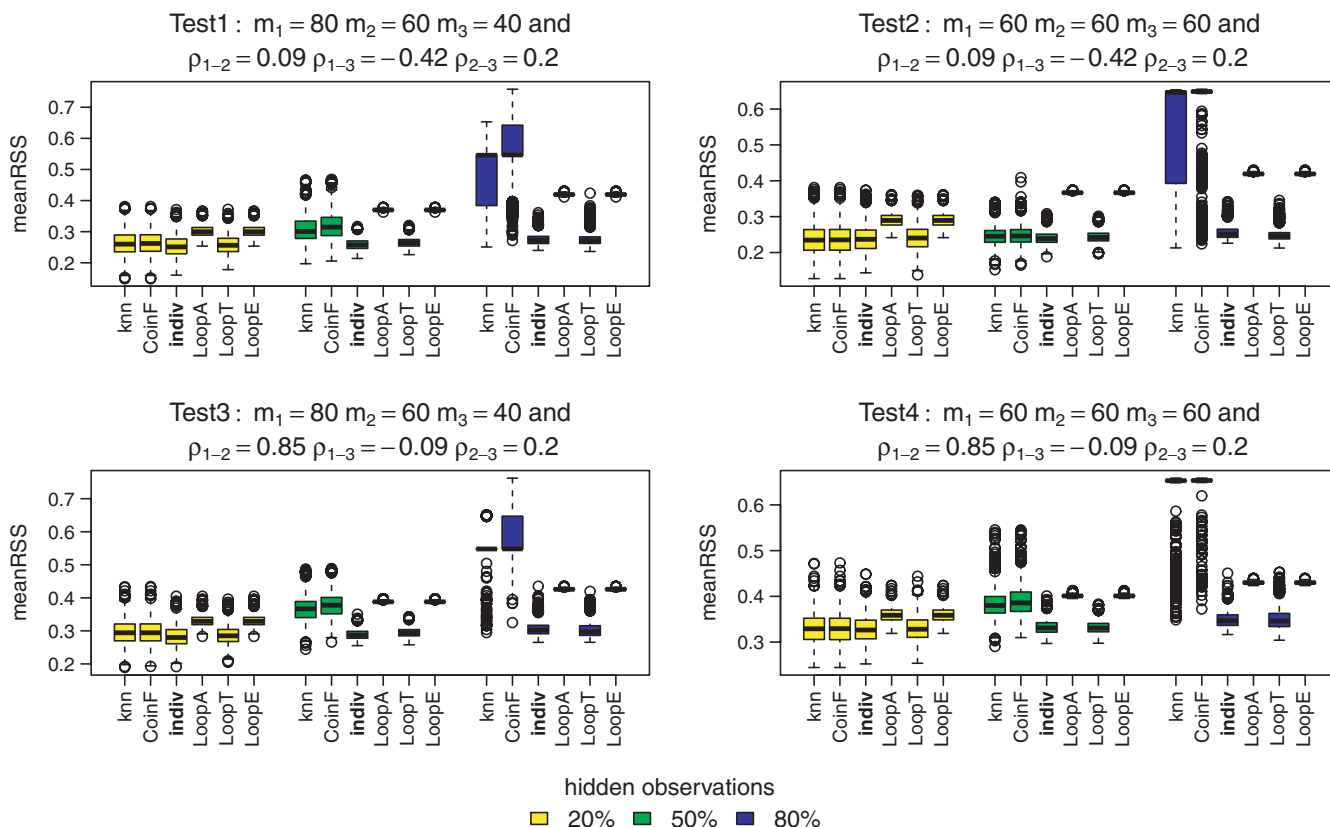 Test1 : m₁ = 80 m₂ = 60 m₃ = 40 and
ρ₁₋₂ = 0.09 ρ₁₋₃ = −0.42 ρ₂₋₃ = 0.2
meanRSS
0.7
0.6
0.5
0.4
0.3
0.2
knn CoinF indiv LoopA LoopT LoopE knn CoinF indiv LoopA LoopT LoopE knn CoinF indiv LoopA LoopT LoopE
Test2 : m₁ = 60 m₂ = 60 m₃ = 60 and
ρ₁₋₂ = 0.09 ρ₁₋₃ = −0.42 ρ₂₋₃ = 0.2
meanRSS
0.6
0.5
0.4
0.3
0.2
knn CoinF indiv LoopA LoopT LoopE knn CoinF indiv LoopA LoopT LoopE knn CoinF indiv LoopA LoopT LoopE
Test3 : m₁ = 80 m₂ = 60 m₃ = 40 and
ρ₁₋₂ = 0.85 ρ₁₋₃ = −0.09 ρ₂₋₃ = 0.2
meanRSS
0.7
0.6
0.5
0.4
0.3
0.2
knn CoinF indiv LoopA LoopT LoopE knn CoinF indiv LoopA LoopT LoopE knn CoinF indiv LoopA LoopT LoopE
Test4 : m₁ = 60 m₂ = 60 m₃ = 60 and
ρ₁₋₂ = 0.85 ρ₁₋₃ = −0.09 ρ₂₋₃ = 0.2
meanRSS
0.6
0.5
0.4
0.3
knn CoinF indiv LoopA LoopT LoopE knn CoinF indiv LoopA LoopT LoopE knn CoinF indiv LoopA LoopT LoopE
hidden observations
20% 50% 80%